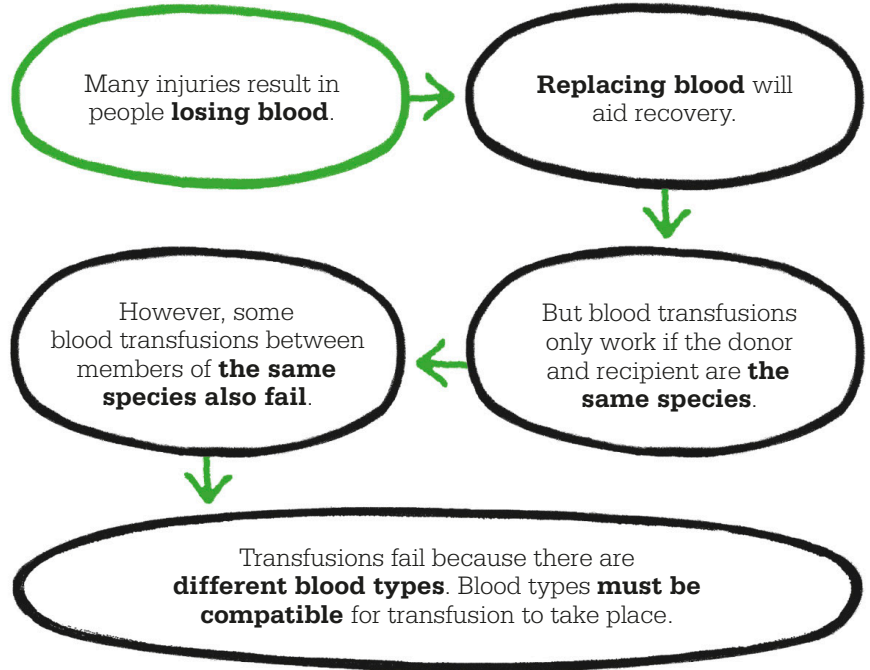 Many injuries result in
people losing blood.
Replacing blood will
aid recovery.
But blood transfusions
only work if the donor
and recipient are the
same species.
However, some
blood transfusions between
members of the same
species also fail.
Transfusions fail because there are
different blood types. Blood types must be
compatible for transfusion to take place.